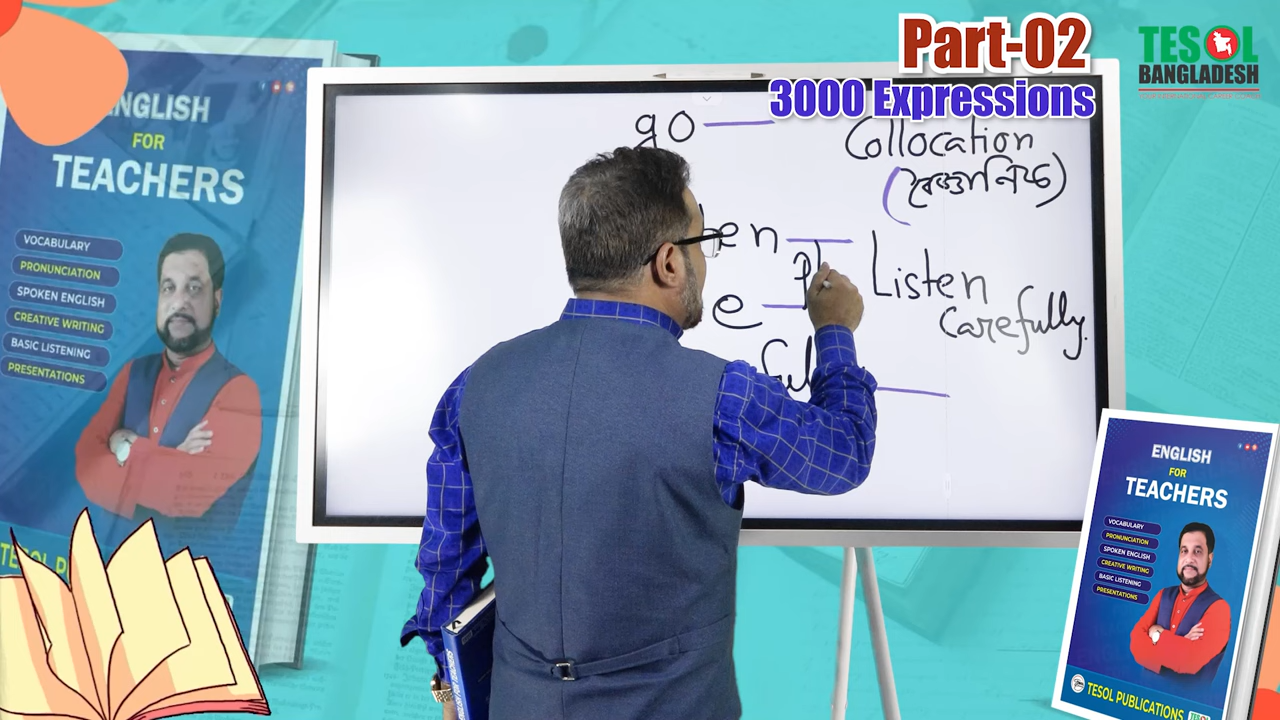 Part-02
3000 Expressions
TESOL
BANGLADESH
ENGLISH
FOR
TEACHERS
VOCABULARY
PRONUNCIATION
SPOKEN ENGLISH
CREATIVE WRITING
BASIC LISTENING
PRESENTATIONS
go
Collocation
en
Listen
carefully.
e
ENGLISH
FOR
TEACHERS
VOCABULARY
PRONUNCIATION
SPOKEN ENGLISH
CREATIVE WRITING
BASIC LISTENING
PRESENTATIONS
TESOL PUBLICATIONS